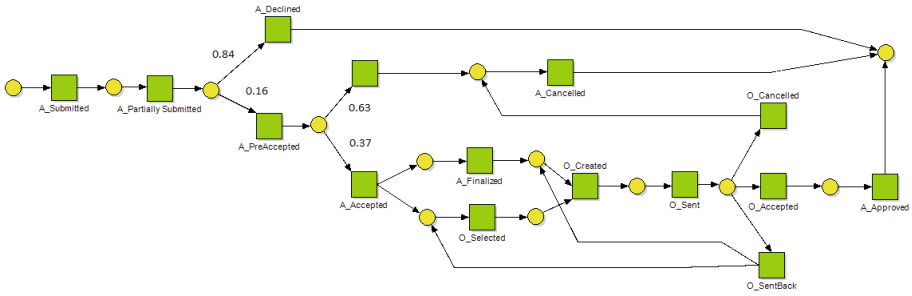 A_Declined
0.84
A_Submitted
A_Partially Submitted
0.16
A_PreAccepted
0.63
A_Cancelled
O_Cancelled
0.37
A_Accepted
A_Finalized
O_Created
O_Selected
O_Sent
O_Accepted
A_Approved
O_SentBack